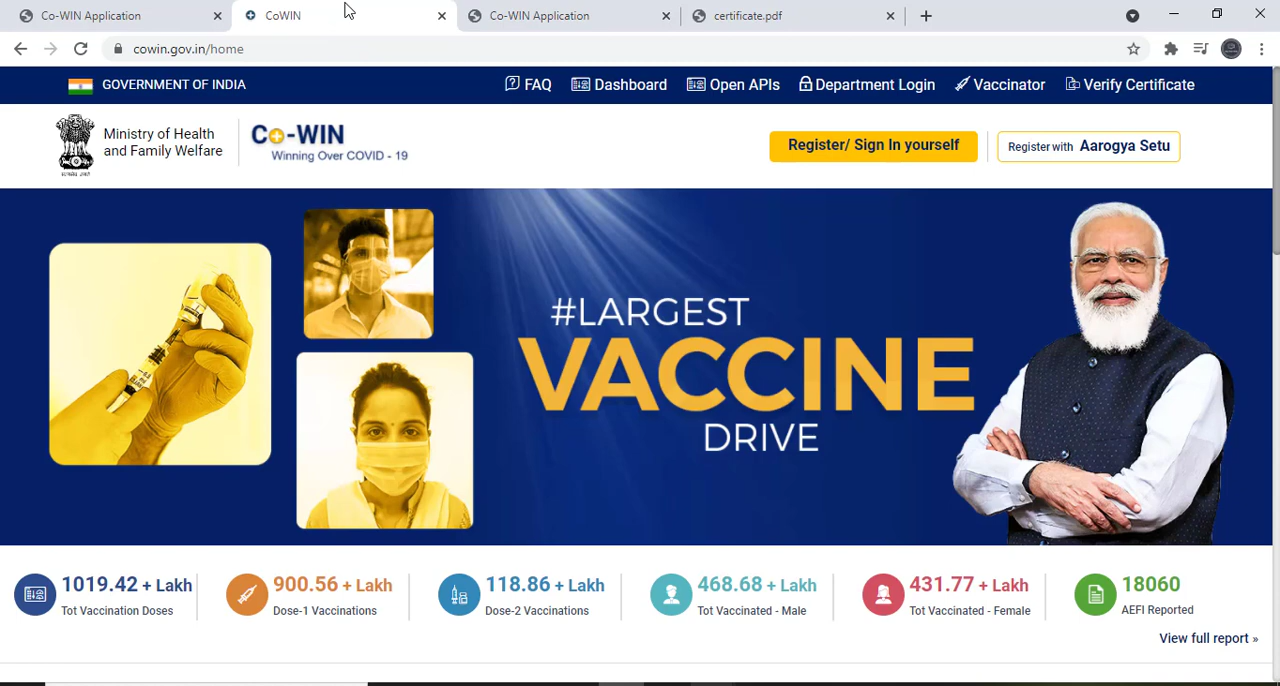 Co-WIN Application
CoWIN
Co-WIN Application
certificate.pdf
cowin.gov.in/home
GOVERNMENT OF INDIA
FAQ
Dashboard
Open APIs
Department Login
Vaccinator
Verify Certificate
Ministry of Health
and Family Welfare
Co-WIN
Winning Over COVID - 19
Register/ Sign In yourself
Register with Aarogya Setu
#LARGEST
VACCINE
DRIVE
1019.42 + Lakh
Tot Vaccination Doses
900.56 + Lakh
Dose-1 Vaccinations
118.86 + Lakh
Dose-2 Vaccinations
468.68 + Lakh
Tot Vaccinated - Male
431.77 + Lakh
Tot Vaccinated - Female
18060
AEFI Reported
View full report »